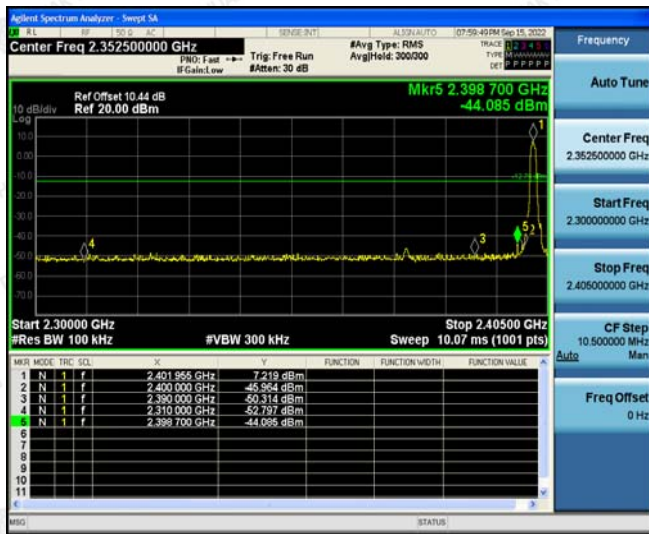 Agilent Spectrum Analyzer - Swept SA
RL RF 50 Ω AC SENSE:INT ALIGNAUTO 07:59:49 PM Sep 15, 2022
Center Freq 2.352500000 GHz
PNO: Fast
IFGain:Low
Trig: Free Run
#Atten: 30 dB
#Avg Type: RMS
Avg|Hold: 300/300
TRACE 1 2 3 4 5 6
TYPE MWWWWW
DET P P P P P P
Ref Offset 10.44 dB
Ref 20.00 dBm
10 dB/div
Log
Mkr5 2.398 700 GHz
-44.085 dBm
10.0
0.00
-10.0
-20.0
-30.0
-40.0
-50.0
-60.0
-70.0
1
2
3
4
5
Start 2.30000 GHz
Stop 2.40500 GHz
#Res BW 100 kHz
#VBW 300 kHz
Sweep 10.07 ms (1001 pts)
MKR MODE TRC SCL X Y FUNCTION FUNCTION WIDTH FUNCTION VALUE
1 N 1 f 2.401 955 GHz 7.219 dBm
2 N 1 f 2.400 000 GHz -45.964 dBm
3 N 1 f 2.390 000 GHz -50.314 dBm
4 N 1 f 2.310 000 GHz -52.797 dBm
5 N 1 f 2.398 700 GHz -44.085 dBm
6
7
8
9
10
11
MSG
STATUS
Frequency
Auto Tune
Center Freq
2.352500000 GHz
Start Freq
2.300000000 GHz
Stop Freq
2.405000000 GHz
CF Step
10.500000 MHz
Auto Man
Freq Offset
0 Hz